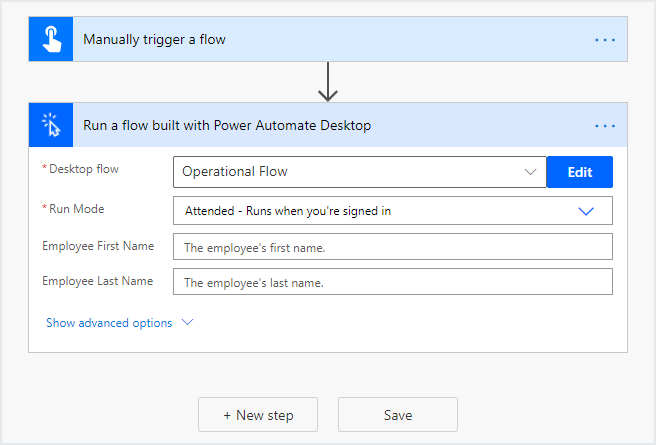 Manually trigger a flow
Run a flow built with Power Automate Desktop
*Desktop flow
Operational Flow
Edit
*Run Mode
Attended - Runs when you're signed in
Employee First Name
The employee's first name.
Employee Last Name
The employee's last name.
Show advanced options
+ New step
Save